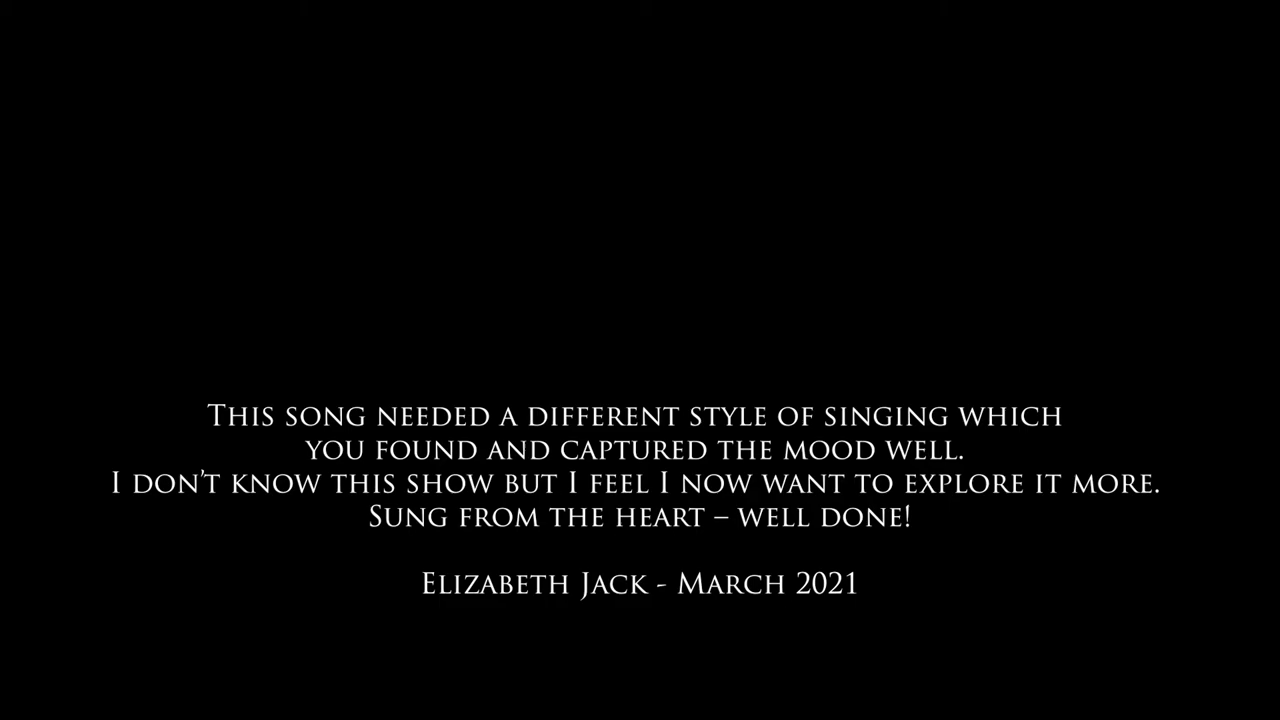 This song needed a different style of singing which
you found and captured the mood well.
I don’t know this show but I feel I now want to explore it more.
Sung from the heart – well done!
Elizabeth Jack - March 2021